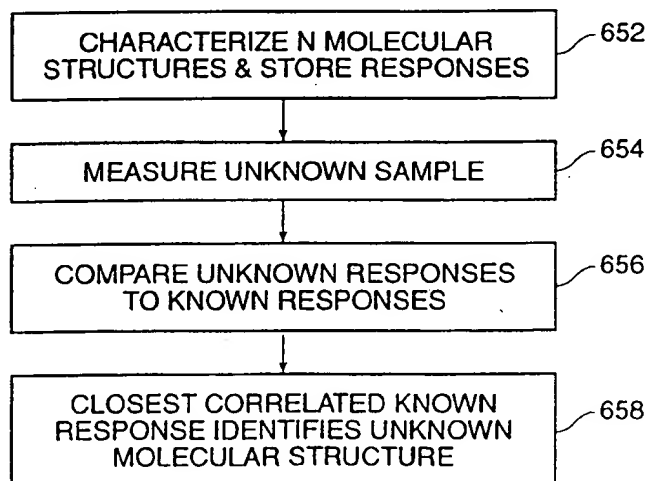 CHARACTERIZE N MOLECULAR
STRUCTURES & STORE RESPONSES
652
MEASURE UNKNOWN SAMPLE
654
COMPARE UNKNOWN RESPONSES
TO KNOWN RESPONSES
656
CLOSEST CORRELATED KNOWN
RESPONSE IDENTIFIES UNKNOWN
MOLECULAR STRUCTURE
658